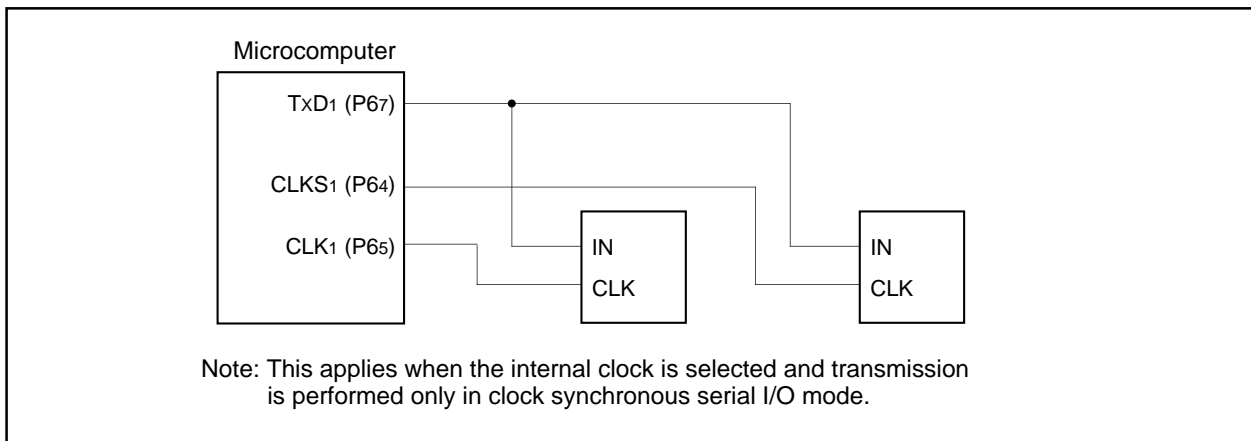 Microcomputer
TxD1 (P67)
CLKS1 (P64)
CLK1 (P65)
IN
CLK
IN
CLK
Note: This applies when the internal clock is selected and transmission
is performed only in clock synchronous serial I/O mode.